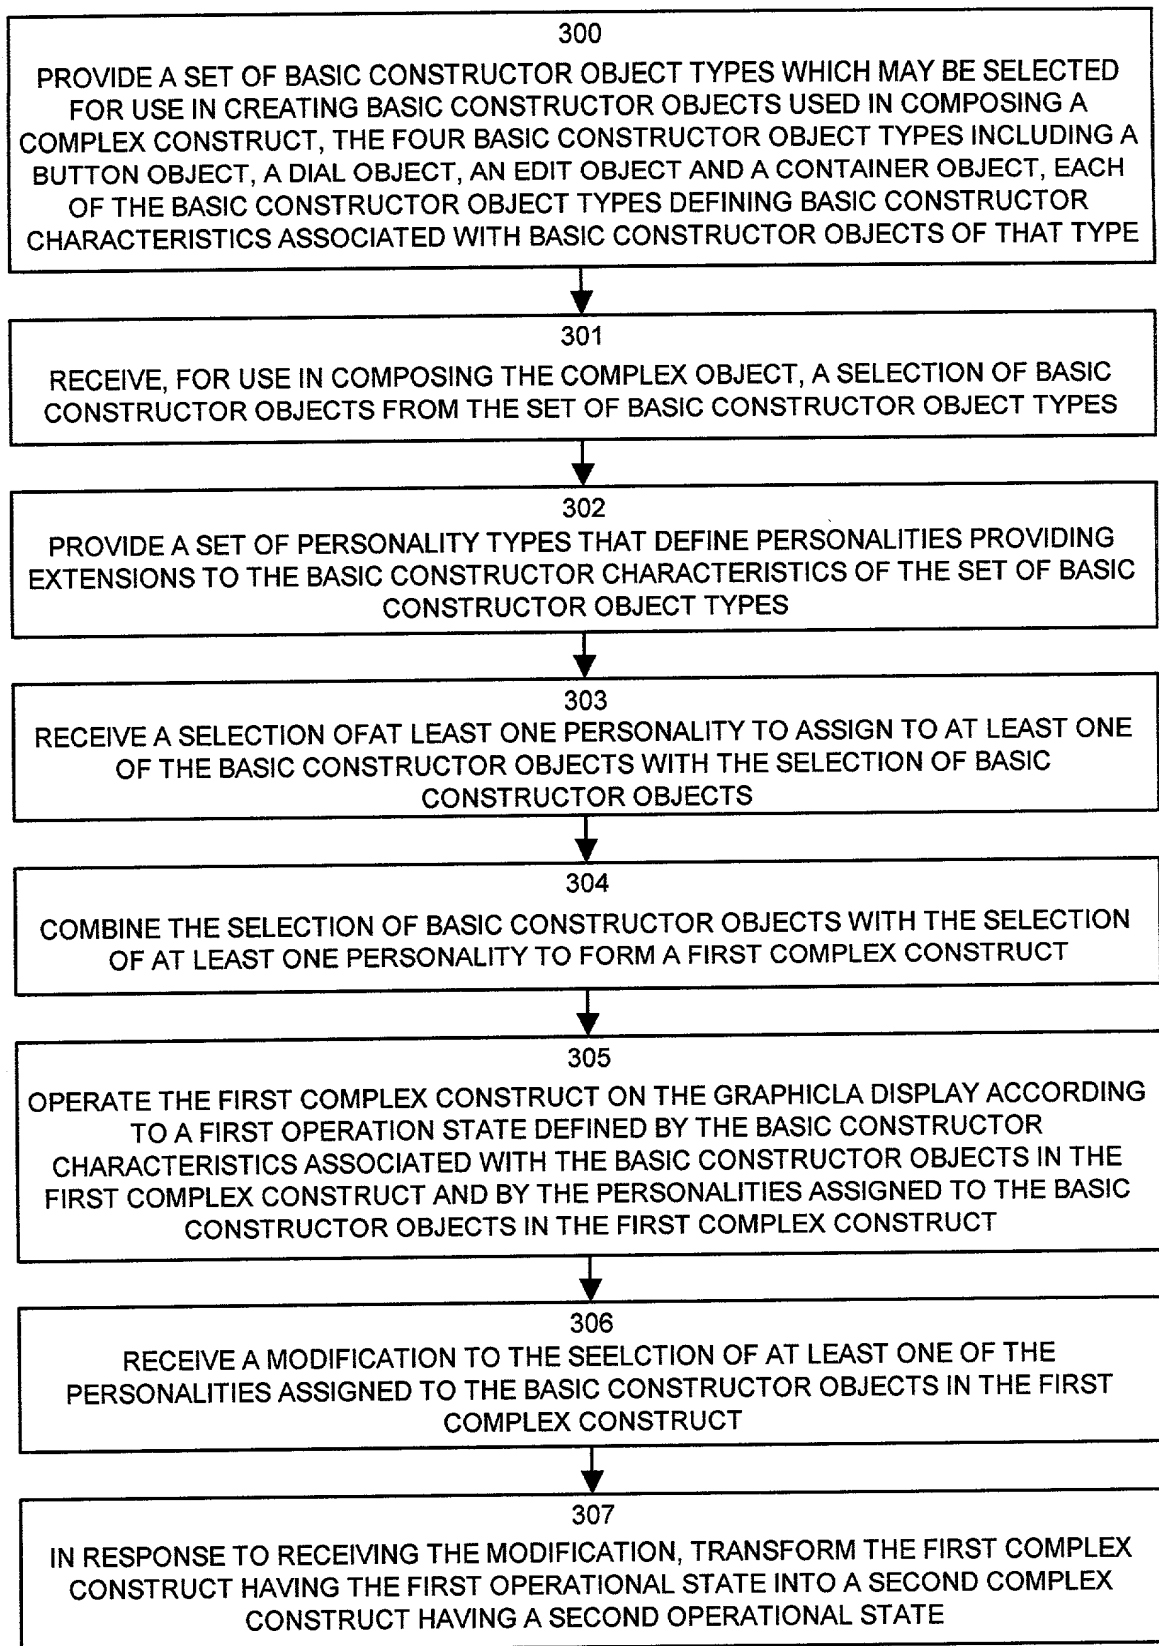 300
PROVIDE A SET OF BASIC CONSTRUCTOR OBJECT TYPES WHICH MAY BE SELECTED
FOR USE IN CREATING BASIC CONSTRUCTOR OBJECTS USED IN COMPOSING A
COMPLEX CONSTRUCT, THE FOUR BASIC CONSTRUCTOR OBJECT TYPES INCLUDING A
BUTTON OBJECT, A DIAL OBJECT, AN EDIT OBJECT AND A CONTAINER OBJECT, EACH
OF THE BASIC CONSTRUCTOR OBJECT TYPES DEFINING BASIC CONSTRUCTOR
CHARACTERISTICS ASSOCIATED WITH BASIC CONSTRUCTOR OBJECTS OF THAT TYPE
301
RECEIVE, FOR USE IN COMPOSING THE COMPLEX OBJECT, A SELECTION OF BASIC
CONSTRUCTOR OBJECTS FROM THE SET OF BASIC CONSTRUCTOR OBJECT TYPES
302
PROVIDE A SET OF PERSONALITY TYPES THAT DEFINE PERSONALITIES PROVIDING
EXTENSIONS TO THE BASIC CONSTRUCTOR CHARACTERISTICS OF THE SET OF BASIC
CONSTRUCTOR OBJECT TYPES
303
RECEIVE A SELECTION OFAT LEAST ONE PERSONALITY TO ASSIGN TO AT LEAST ONE
OF THE BASIC CONSTRUCTOR OBJECTS WITH THE SELECTION OF BASIC
CONSTRUCTOR OBJECTS
304
COMBINE THE SELECTION OF BASIC CONSTRUCTOR OBJECTS WITH THE SELECTION
OF AT LEAST ONE PERSONALITY TO FORM A FIRST COMPLEX CONSTRUCT
305
OPERATE THE FIRST COMPLEX CONSTRUCT ON THE GRAPHICLA DISPLAY ACCORDING
TO A FIRST OPERATION STATE DEFINED BY THE BASIC CONSTRUCTOR
CHARACTERISTICS ASSOCIATED WITH THE BASIC CONSTRUCTOR OBJECTS IN THE
FIRST COMPLEX CONSTRUCT AND BY THE PERSONALITIES ASSIGNED TO THE BASIC
CONSTRUCTOR OBJECTS IN THE FIRST COMPLEX CONSTRUCT
306
RECEIVE A MODIFICATION TO THE SEELCTION OF AT LEAST ONE OF THE
PERSONALITIES ASSIGNED TO THE BASIC CONSTRUCTOR OBJECTS IN THE FIRST
COMPLEX CONSTRUCT
307
IN RESPONSE TO RECEIVING THE MODIFICATION, TRANSFORM THE FIRST COMPLEX
CONSTRUCT HAVING THE FIRST OPERATIONAL STATE INTO A SECOND COMPLEX
CONSTRUCT HAVING A SECOND OPERATIONAL STATE